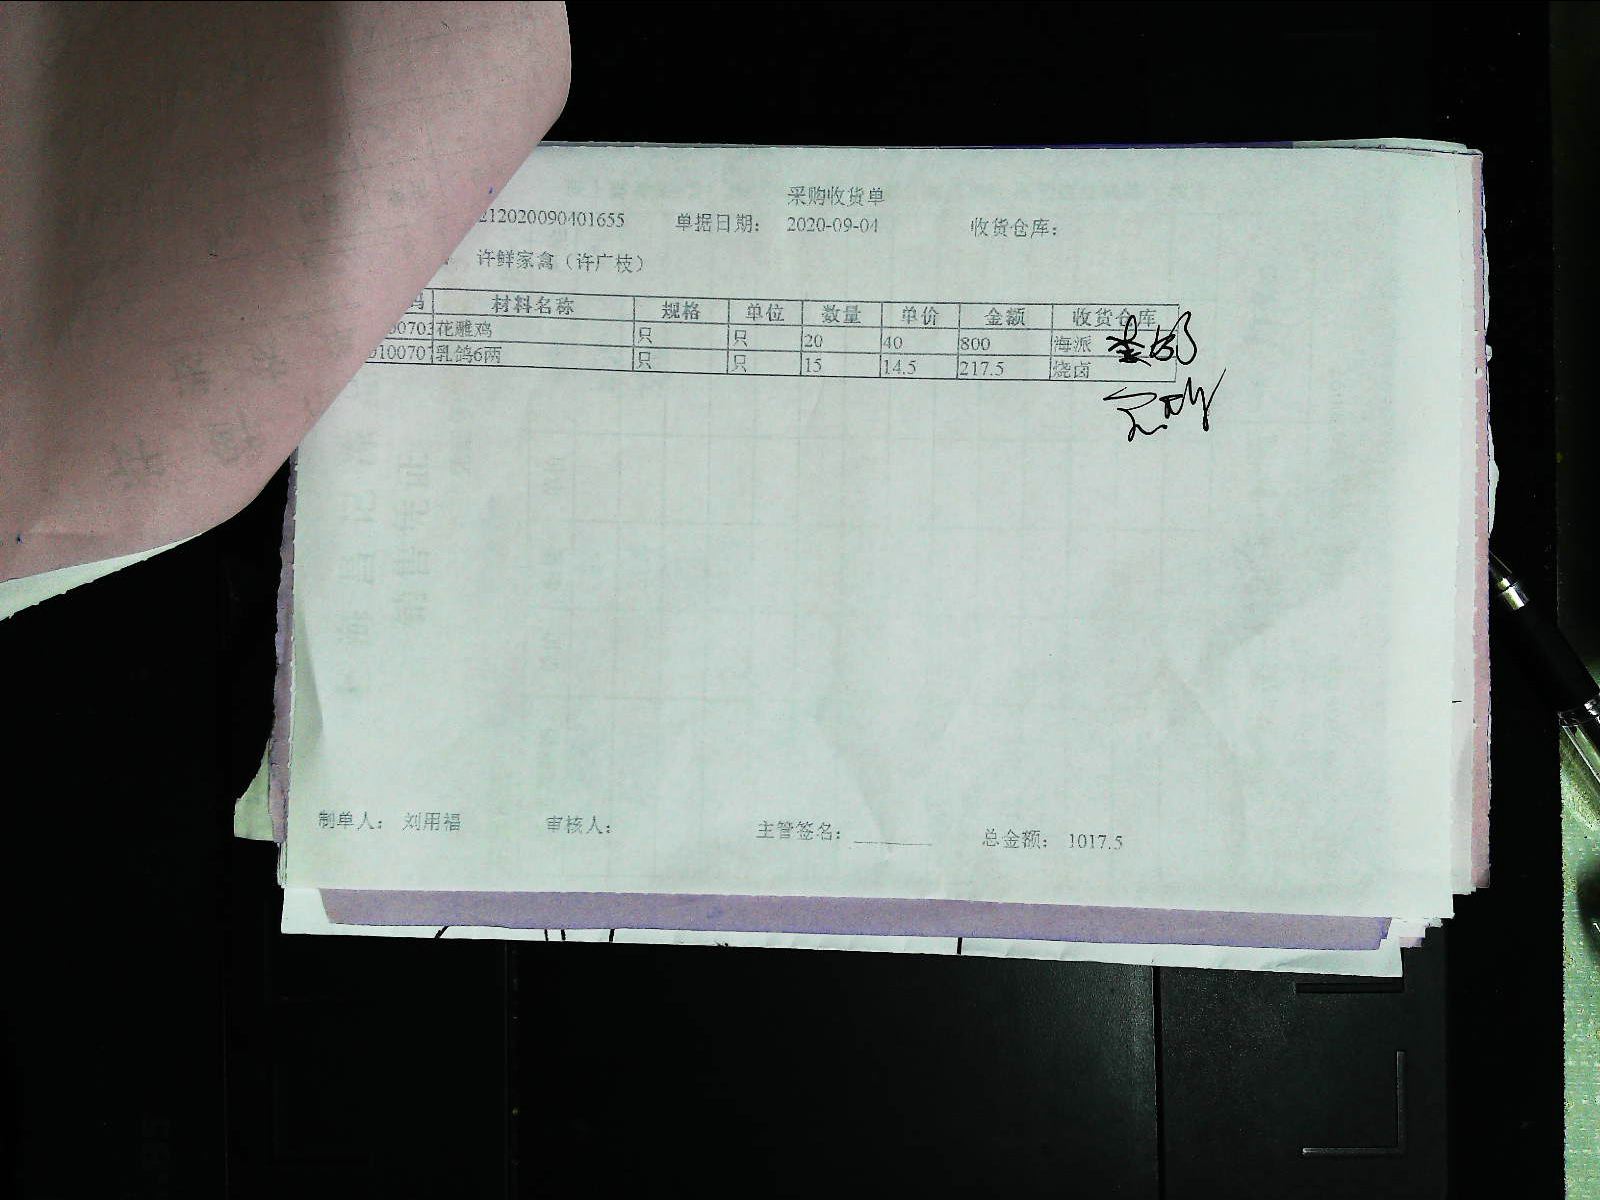 采购收货单
212020090401655 单据日期： 2020-09-04 收货仓库：
许鲜家禽（许广枝）
码 材料名称 规格 单位 数量 单价 金额 收货仓库
00703 花雕鸡 只 只 20 40 800 海派
0100707 乳鸽6两 只 只 15 14.5 217.5 烧卤
制单人： 刘用福 审核人： 主管签名： 总金额： 1017.5